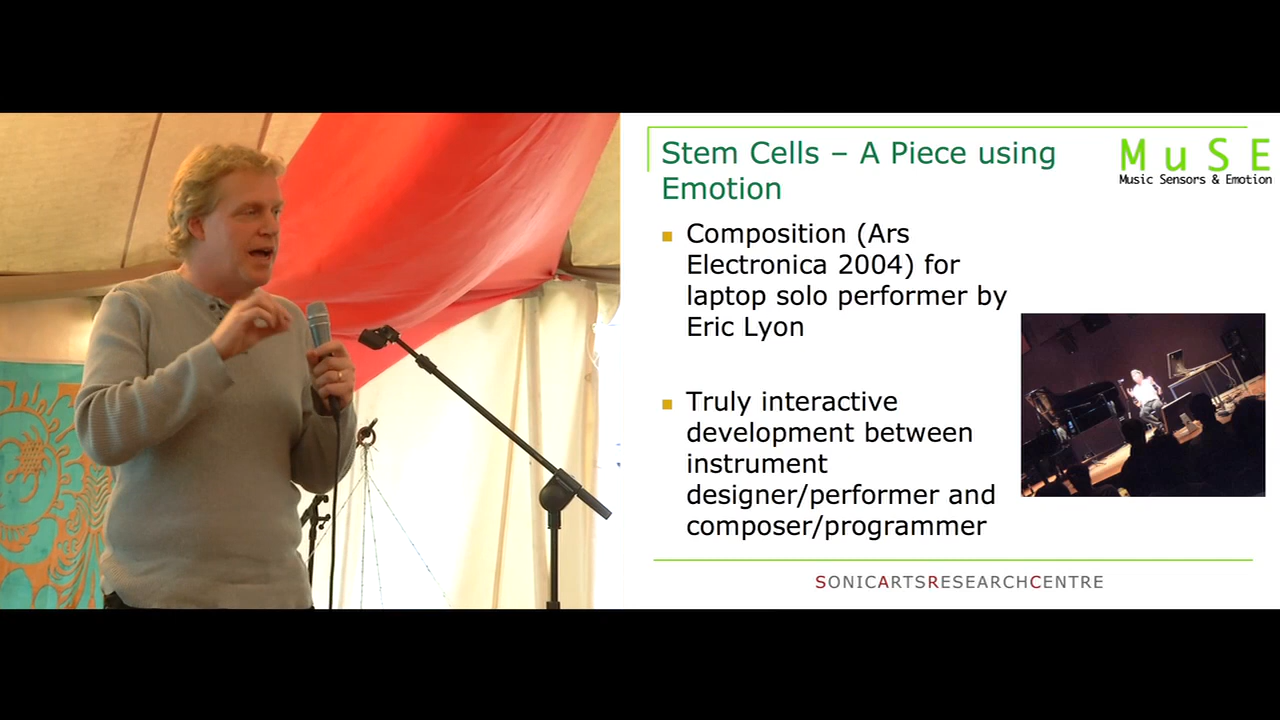 Stem Cells – A Piece using
Emotion
M u S E
Music Sensors & Emotion
Composition (Ars
Electronica 2004) for
laptop solo performer by
Eric Lyon
Truly interactive
development between
instrument
designer/performer and
composer/programmer
SONICARTSRESEARCHCENTRE